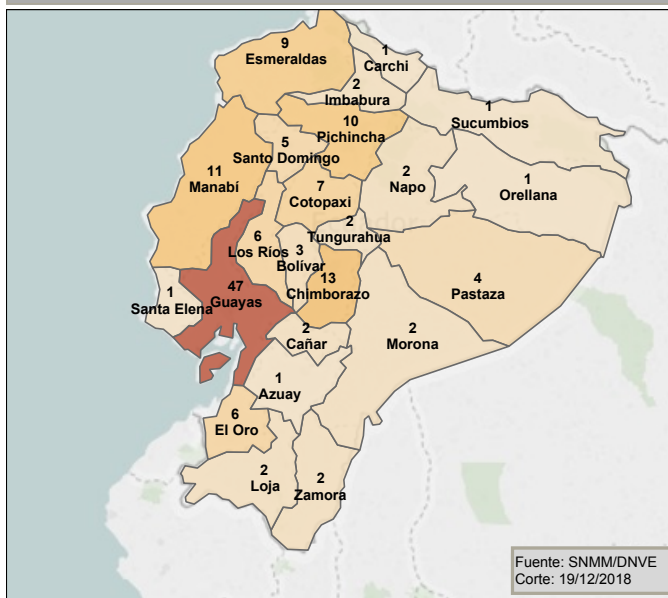 9
Esmeraldas
1
Carchi
2
Imbabura
1
Sucumbios
10
Pichincha
5
Santo Domingo
11
Manabí
2
Napo
1
Orellana
7
Cotopaxi
Ecuador
2
Tungurahua
6
Los Ríos
3
Bolívar
13
Chimborazo
4
Pastaza
1
Santa Elena
47
Guayas
2
Cañar
2
Morona
1
Azuay
6
El Oro
2
Loja
2
Zamora
Fuente: SNMM/DNVE
Corte: 19/12/2018